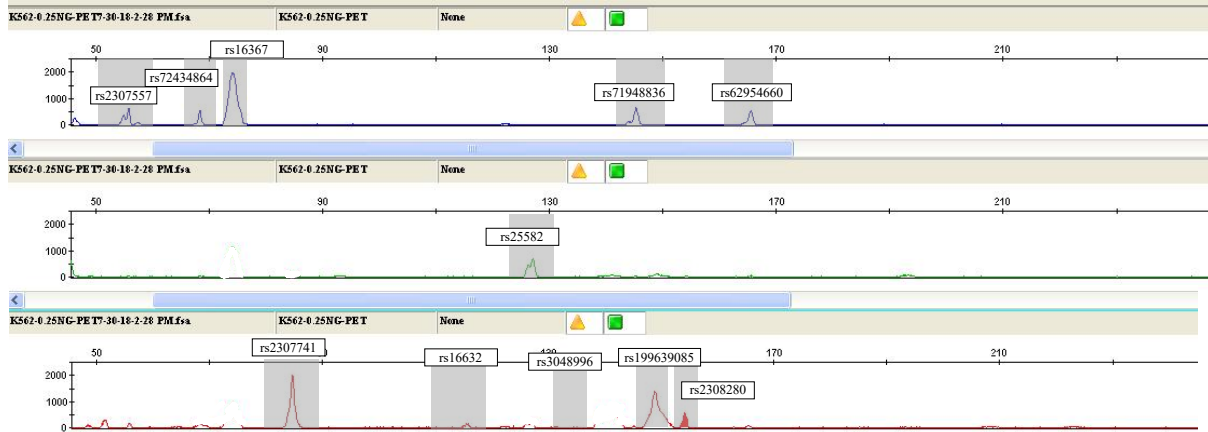 K562-0.25NG-PET7-30-18-2-28 PM.fsa K562-0.25NG-PET None
50 90 130 170 210
rs16367
rs72434864
2000
rs2307557 rs71948836 rs62954660
1000
0
K562-0.25NG-PET7-30-18-2-28 PM.fsa K562-0.25NG-PET None
50 90 130 170 210
2000
rs25582
1000
0
K562-0.25NG-PET7-30-18-2-28 PM.fsa K562-0.25NG-PET None
rs2307741 rs16632 rs3048996 rs199639085
50 170 210
2000
rs2308280
1000
0